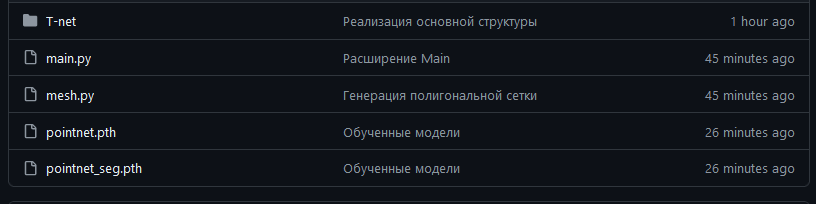 T-net Реализация основной структуры 1 hour ago
main.py Расширение Main 45 minutes ago
mesh.py Генерация полигональной сетки 45 minutes ago
pointnet.pth Обученные модели 26 minutes ago
pointnet_seg.pth Обученные модели 26 minutes ago